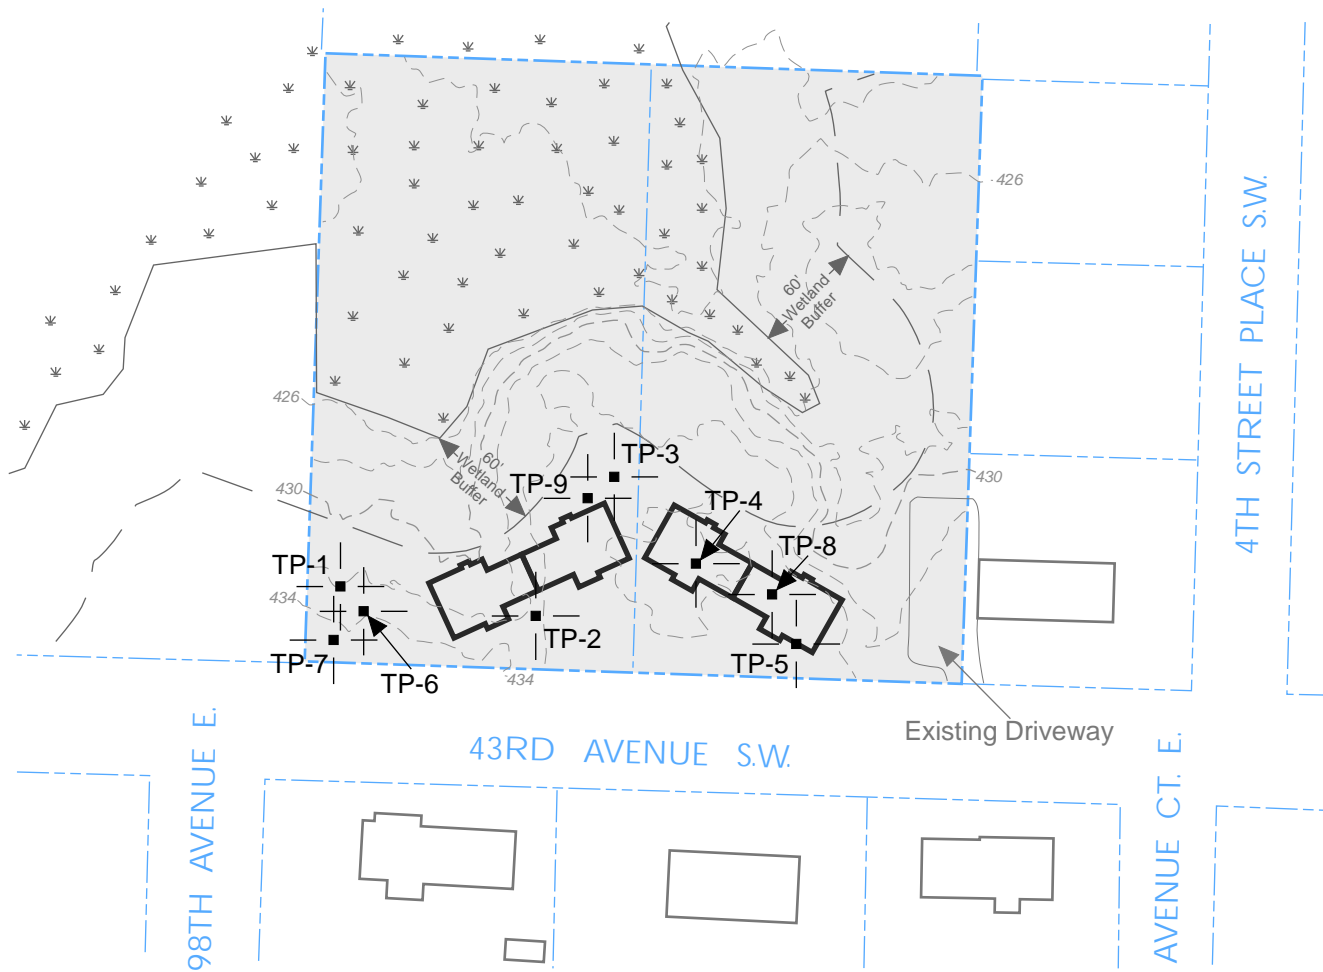 426
4TH STREET PLACE S.W.
60'
Wetland
Buffer
426
TP-3
60'
Wetland
Buffer
TP-9
430
430
TP-4
TP-8
TP-1
434
TP-2
TP-5
TP-7
TP-6
434
Existing Driveway
43RD AVENUE S.W.
98TH AVENUE E.
AVENUE CT. E.